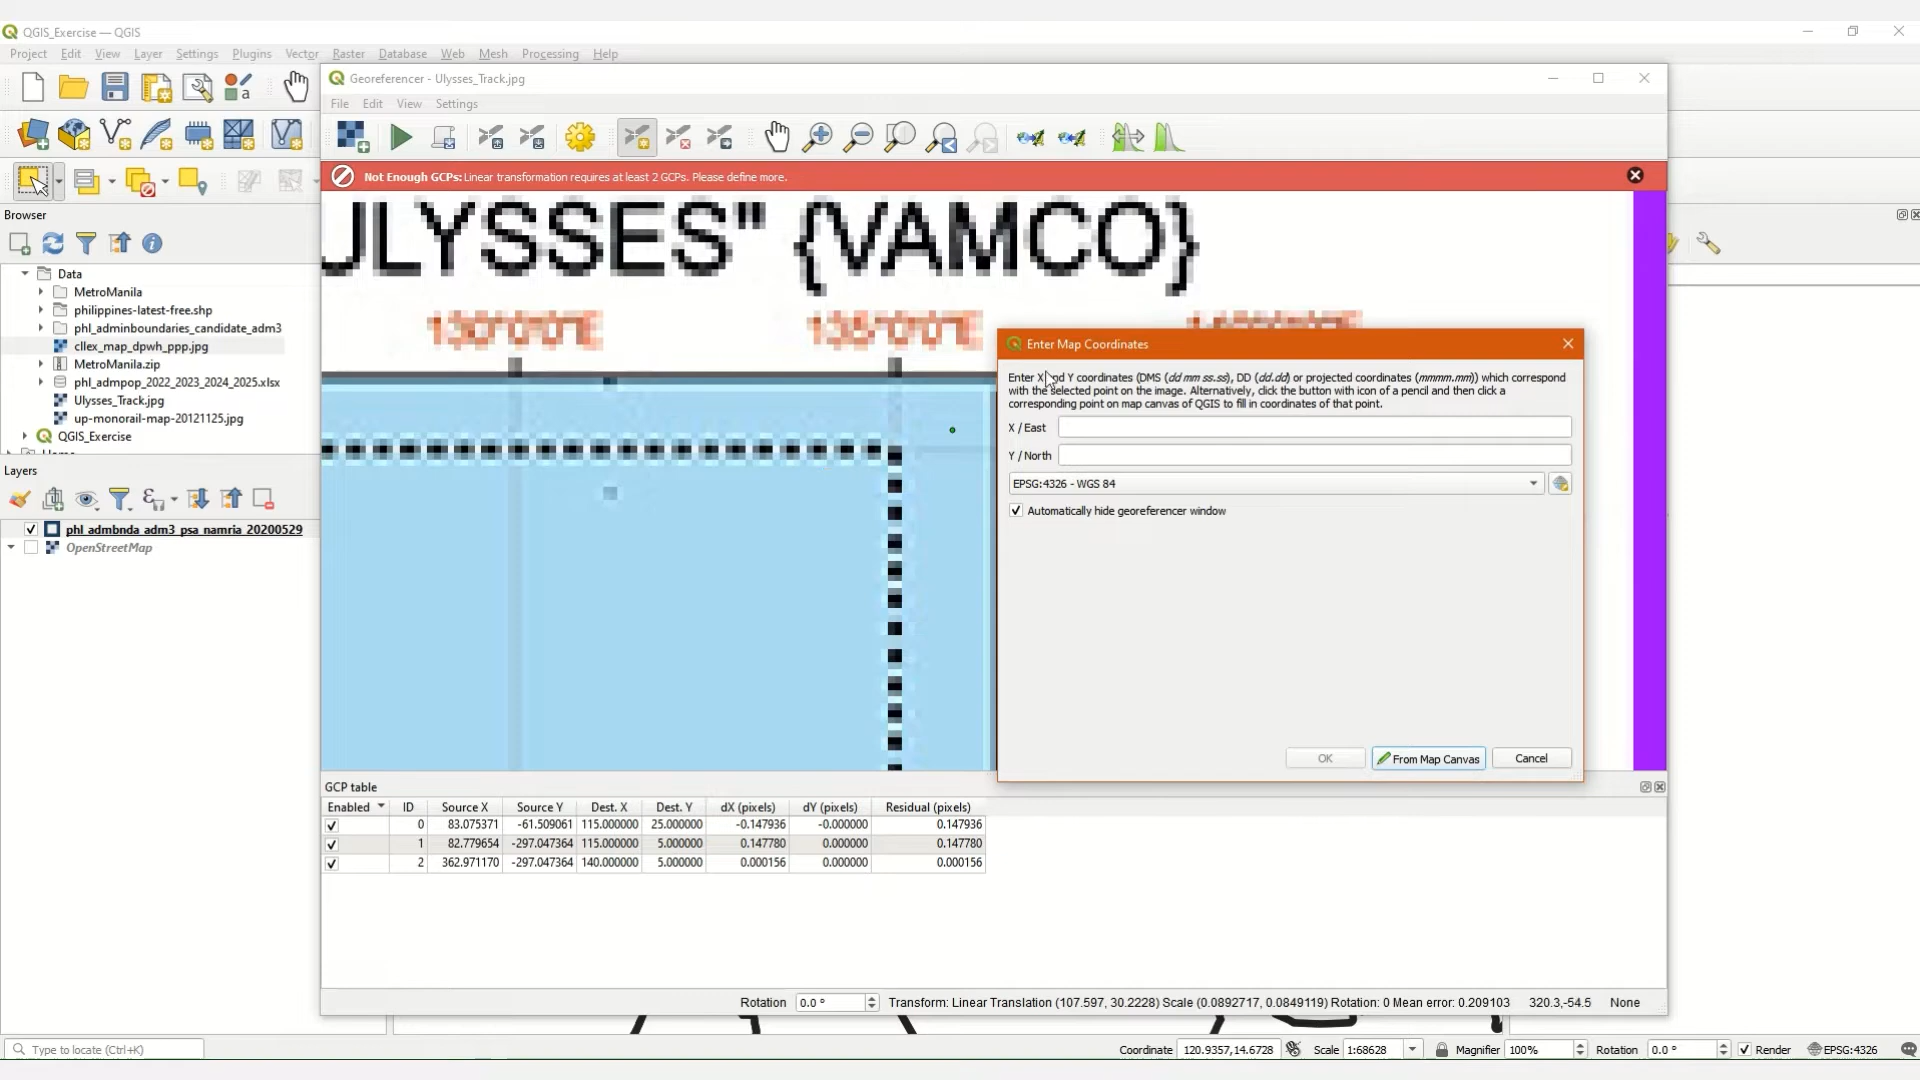 QGIS_Exercise — QGIS
Project Edit View Layer Settings Plugins Vector Raster Database Web Mesh Processing Help
Georeferencer - Ulysses_Track.jpg
File Edit View Settings
Not Enough GCPs: Linear transformation requires at least 2 GCPs. Please define more.
ULYSSES" {VAMCO}
130°0'0"E 135°0'0"E
Browser
Data
MetroManila
philippines-latest-free.shp
phl_adminboundaries_candidate_adm3
cllex_map_dpwh_ppp.jpg
MetroManila.zip
phl_admpop_2022_2023_2024_2025.xlsx
Ulysses_Track.jpg
up-monorail-map-20121125.jpg
QGIS_Exercise
Layers
phl_admbnda_adm3_psa_namria_20200529
OpenStreetMap
Enter Map Coordinates
Enter X and Y coordinates (DMS (dd mm ss.ss), DD (dd.dd) or projected coordinates (mmmm.mm)) which correspond
with the selected point on the image. Alternatively, click the button with icon of a pencil and then click a
corresponding point on map canvas of QGIS to fill in coordinates of that point.
X / East
Y / North
EPSG:4326 - WGS 84
Automatically hide georeferencer window
OK From Map Canvas Cancel
GCP table
Enabled ID Source X Source Y Dest. X Dest. Y dX (pixels) dY (pixels) Residual (pixels)
0 83.075371 -61.509061 115.000000 25.000000 -0.147936 -0.000000 0.147936
1 82.779654 -297.047364 115.000000 5.000000 0.147780 0.000000 0.147780
2 362.971170 -297.047364 140.000000 5.000000 0.000156 0.000000 0.000156
Rotation 0.0 ° Transform: Linear Translation (107.597, 30.2228) Scale (0.0892717, 0.0849119) Rotation: 0 Mean error: 0.209103 320.3,-54.5 None
Type to locate (Ctrl+K) Coordinate 120.9357,14.6728 Scale 1:68628 Magnifier 100% Rotation 0.0 ° Render EPSG:4326